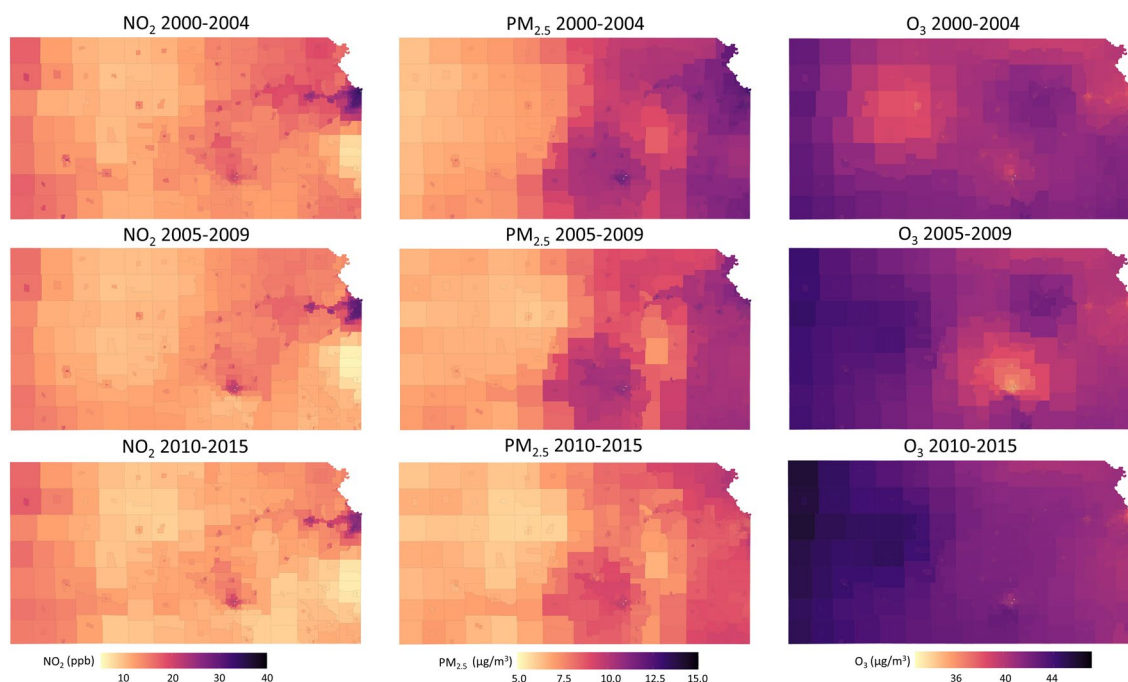 NO₂ 2000-2004
PM₂.₅ 2000-2004
O₃ 2000-2004
NO₂ 2005-2009
PM₂.₅ 2005-2009
O₃ 2005-2009
NO₂ 2010-2015
PM₂.₅ 2010-2015
O₃ 2010-2015
NO₂ (ppb)
10 20 30 40
PM₂.₅ (μg/m³)
5.0 7.5 10.0 12.5 15.0
O₃ (μg/m³)
36 40 44